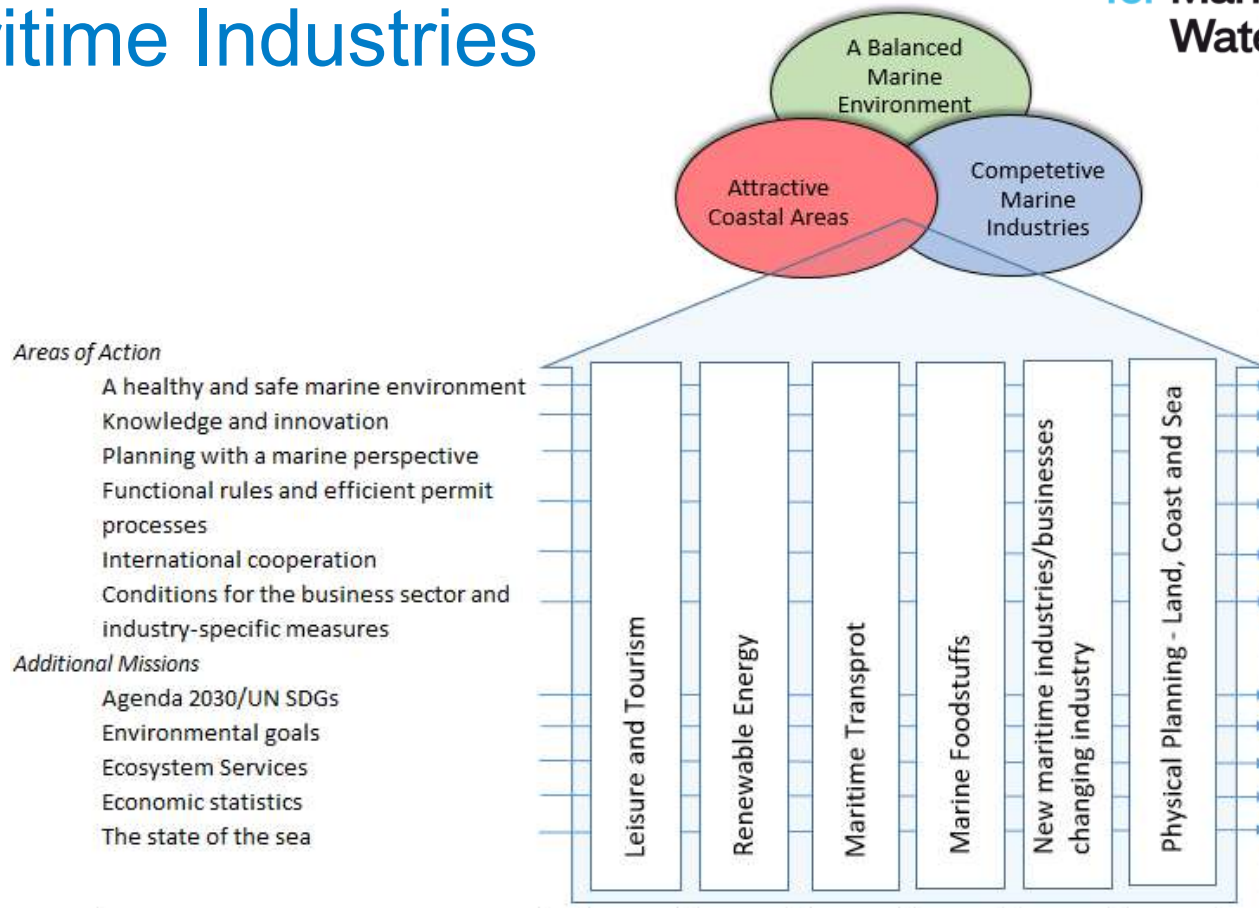 Industries
A Balanced
Marine
Environment
Attractive
Coastal Areas
Competetive
Marine
Industries
Areas of Action
A healthy and safe marine environment
Knowledge and innovation
Planning with a marine perspective
Functional rules and efficient permit
processes
International cooperation
Conditions for the business sector and
industry-specific measures
Additional Missions
Agenda 2030/UN SDGs
Environmental goals
Ecosystem Services
Economic statistics
The state of the sea
Leisure and Tourism
Renewable Energy
Maritime Transprot
Marine Foodstuffs
New maritime industries/businesses
changing industry
Physical Planning - Land, Coast and Sea